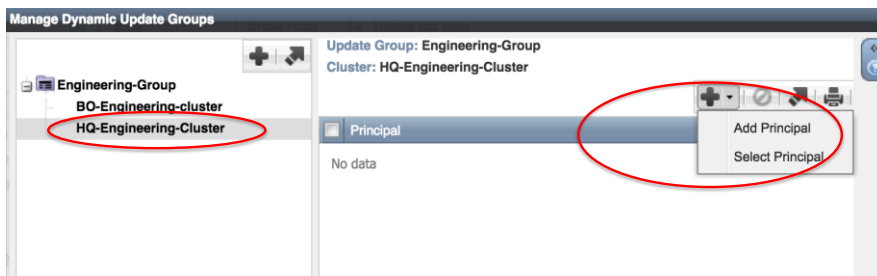 Manage Dynamic Update Groups
Update Group: Engineering-Group
Cluster: HQ-Engineering-Cluster
Engineering-Group
BO-Engineering-cluster
HQ-Engineering-Cluster
Principal
No data
Add Principal
Select Principal